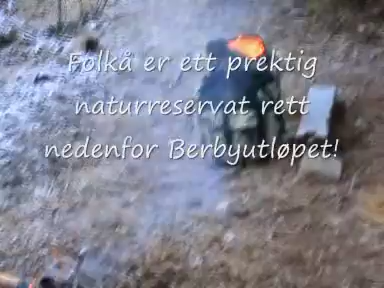 Folkå er ett prektig
naturreservat rett
nedenfor Berbyutløpet!